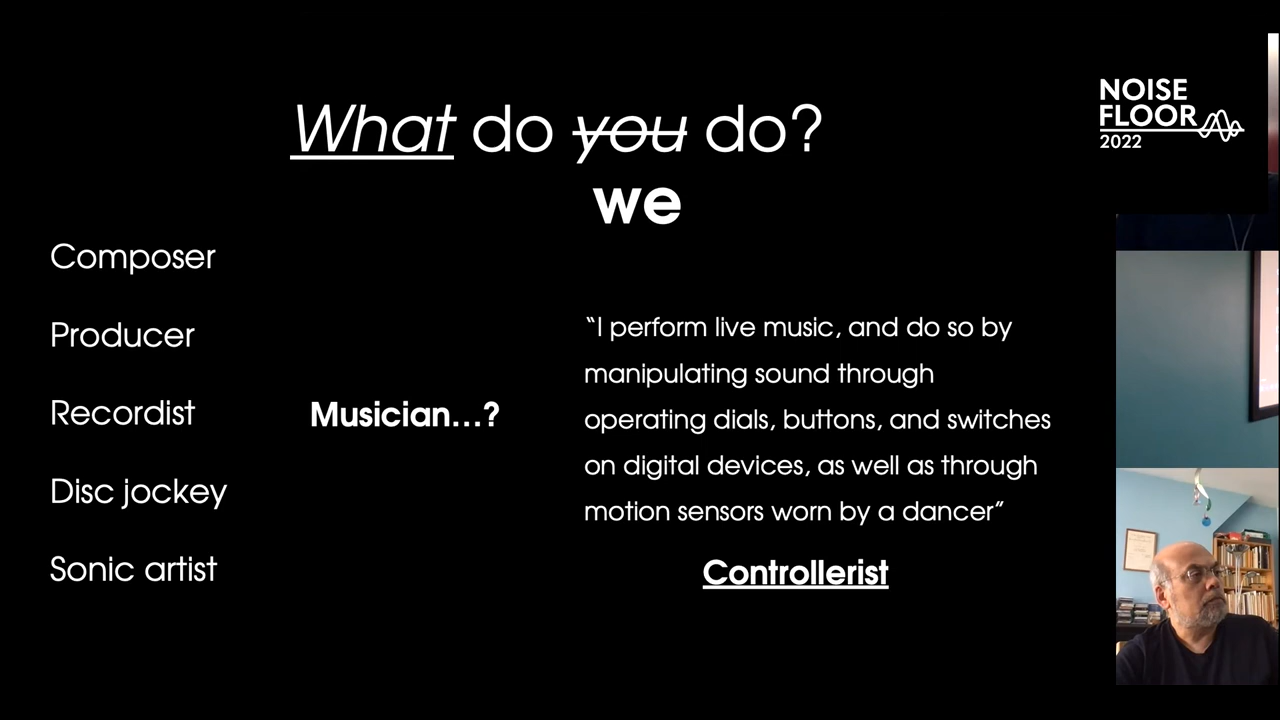 What do you do?
we
NOISE
FLOOR
2022
Composer
Producer
Recordist
Disc jockey
Sonic artist
Musician...?
“I perform live music, and do so by
manipulating sound through
operating dials, buttons, and switches
on digital devices, as well as through
motion sensors worn by a dancer”
Controllerist